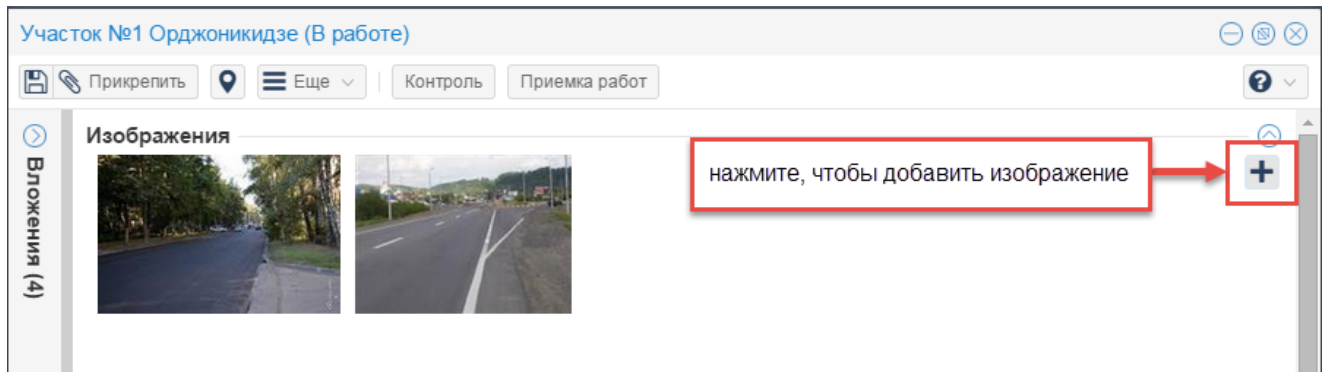 Участок №1 Орджоникидзе (В работе)
Прикрепить
Еще
Контроль
Приемка работ
?
Вложения (4)
Изображения
нажмите, чтобы добавить изображение
+